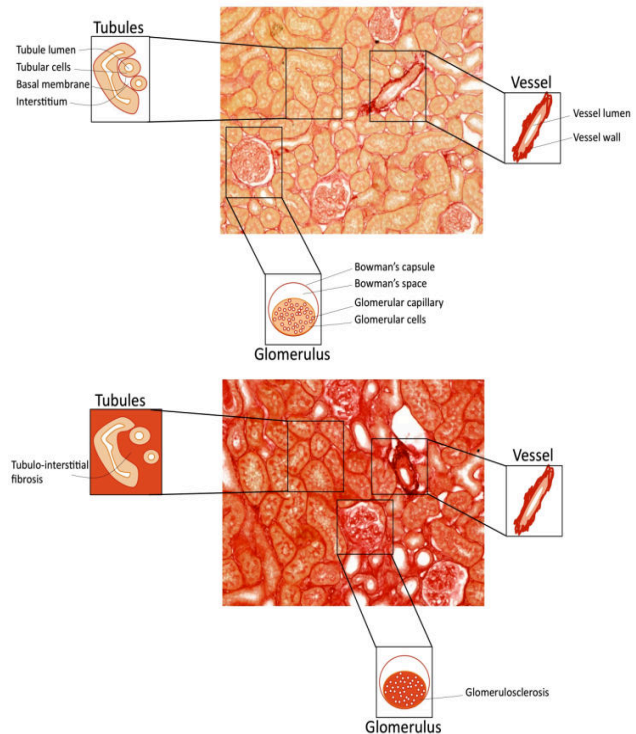 Tubules
Tubule lumen
Tubular cells
Basal membrane
Interstitium
Vessel
Vessel lumen
Vessel wall
Bowman's capsule
Bowman's space
Glomerular capillary
Glomerular cells
Glomerulus
Tubules
Tubulo-interstitial
fibrosis
Vessel
Glomerulosclerosis
Glomerulus